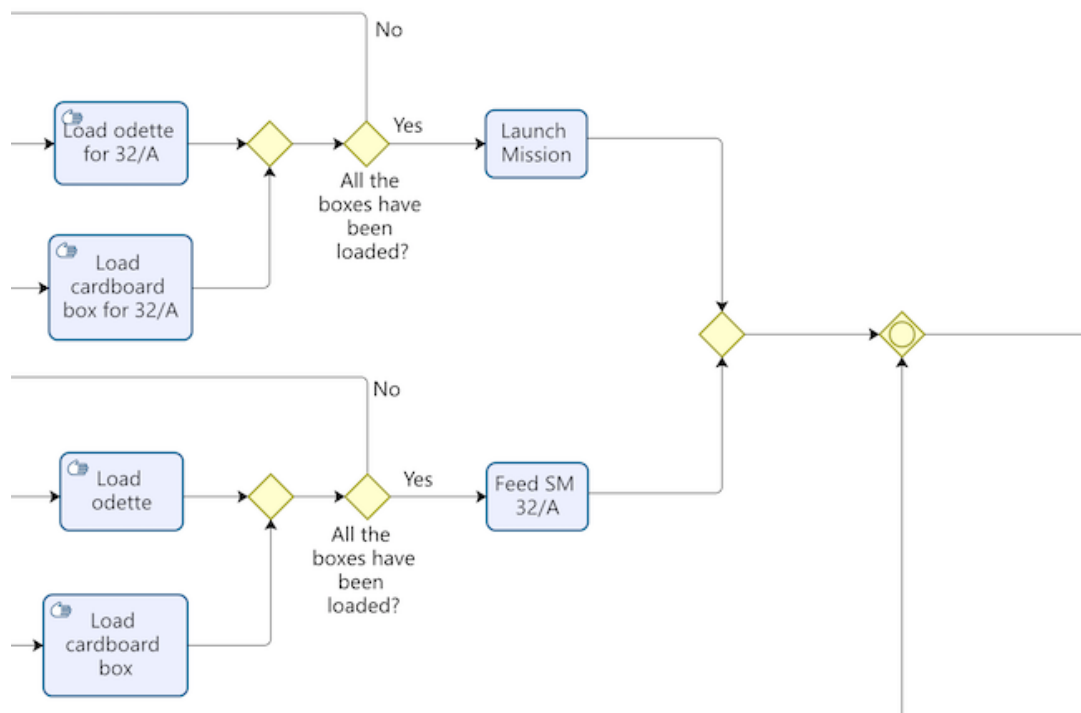 No
Load odette
for 32/A
Yes
Launch
Mission
All the
boxes have
been
loaded?
Load
cardboard
box for 32/A
No
Load
odette
Yes
Feed SM
32/A
All the
boxes have
been
loaded?
Load
cardboard
box